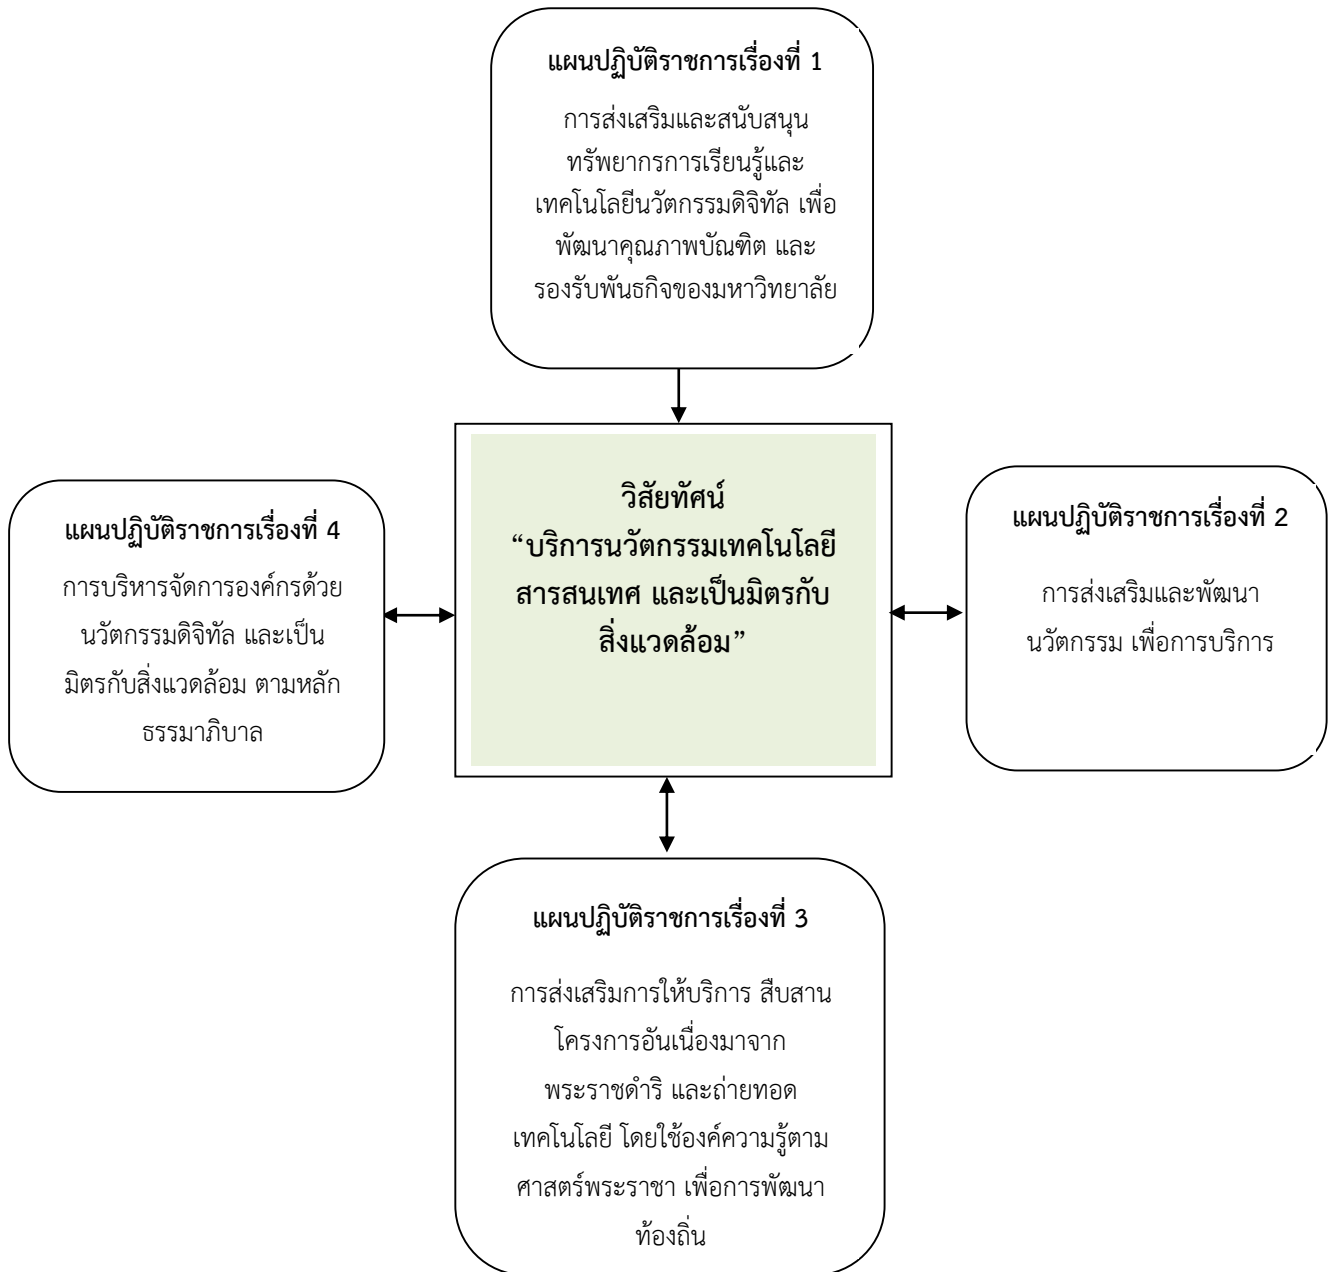 แผนปฏิบัติราชการเรื่องที่ 1
การส่งเสริมและสนับสนุน
ทรัพยากรการเรียนรู้และ
เทคโนโลยีนวัตกรรมดิจิทัล เพื่อ
พัฒนาคุณภาพบัณฑิต และ
รองรับพันธกิจของมหาวิทยาลัย
วิสัยทัศน์
“บริการนวัตกรรมเทคโนโลยี
สารสนเทศ และเป็นมิตรกับ
สิ่งแวดล้อม”
แผนปฏิบัติราชการเรื่องที่ 4
การบริหารจัดการองค์กรด้วย
นวัตกรรมดิจิทัล และเป็น
มิตรกับสิ่งแวดล้อม ตามหลัก
ธรรมาภิบาล
แผนปฏิบัติราชการเรื่องที่ 2
การส่งเสริมและพัฒนา
นวัตกรรม เพื่อการบริการ
แผนปฏิบัติราชการเรื่องที่ 3
การส่งเสริมการให้บริการ สืบสาน
โครงการอันเนื่องมาจาก
พระราชดำริ และถ่ายทอด
เทคโนโลยี โดยใช้องค์ความรู้ตาม
ศาสตร์พระราชา เพื่อการพัฒนา
ท้องถิ่น